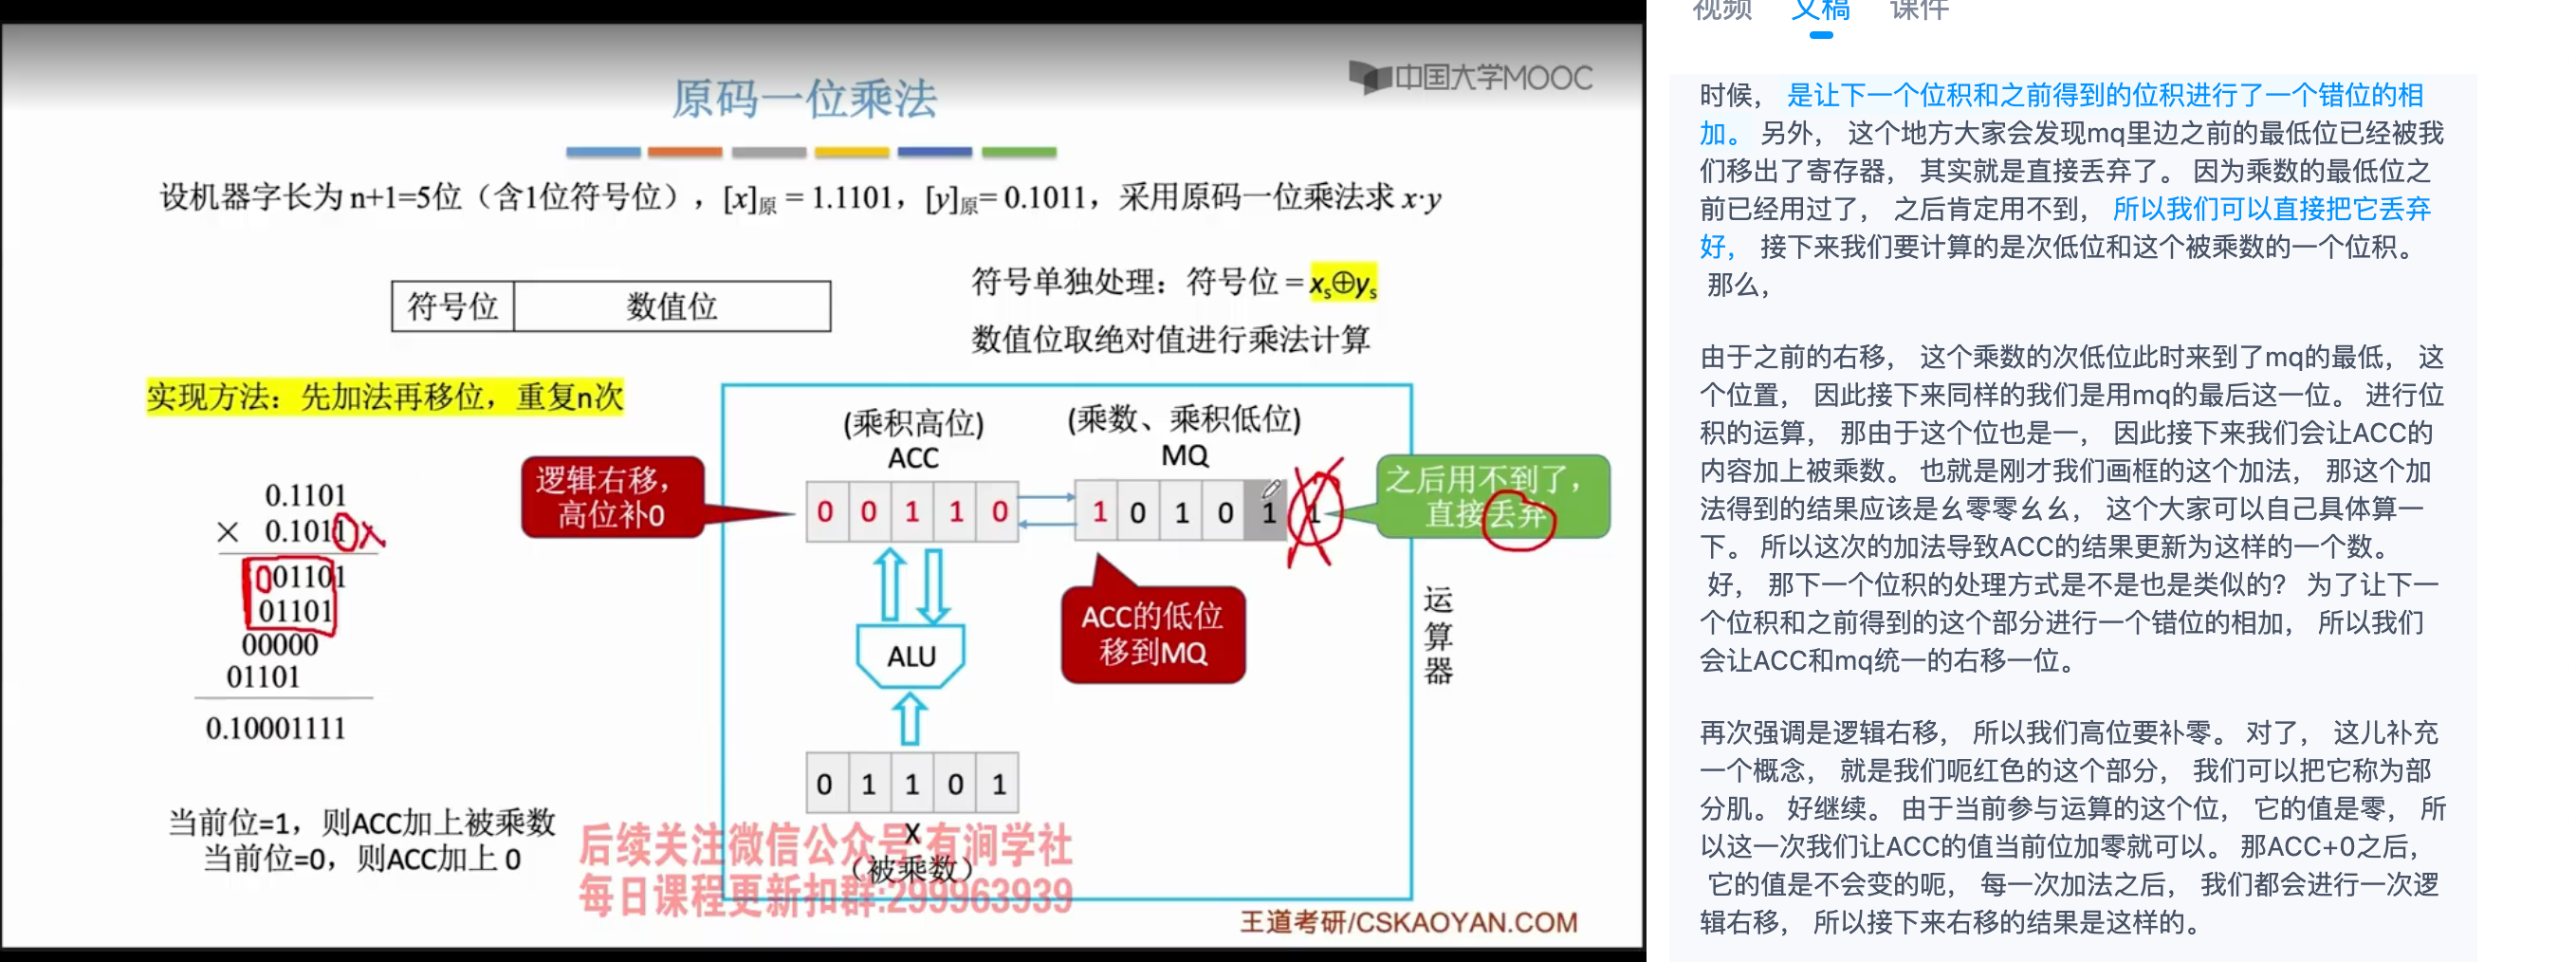 中国大学MOOC
原码一位乘法
设机器字长为 n+1=5位（含1位符号位），[x]原 = 1.1101，[y]原= 0.1011，采用原码一位乘法求 x·y
符号位 数值位
符号单独处理：符号位 = xs⊕ys
数值位取绝对值进行乘法计算
实现方法：先加法再移位，重复n次
0.1101
× 0.1011
001101
01101
00000
01101
0.10001111
当前位=1，则ACC加上被乘数
当前位=0，则ACC加上 0
逻辑右移，
高位补0
(乘积高位)
ACC
0 0 1 1 0
(乘数、乘积低位)
MQ
1 0 1 0 1 1
之后用不到了，
直接丢弃
ACC的低位
移到MQ
ALU
运算器
0 1 1 0 1
X
（被乘数）
后续关注微信公众号:有涧学社
每日课程更新扣群:299963939
王道考研/CSKAOYAN.COM
视频 文稿 课件
时候， 是让下一个位积和之前得到的位积进行了一个错位的相
加。 另外， 这个地方大家会发现mq里边之前的最低位已经被我
们移出了寄存器， 其实就是直接丢弃了。 因为乘数的最低位之
前已经用过了， 之后肯定用不到， 所以我们可以直接把它丢弃
好， 接下来我们要计算的是次低位和这个被乘数的一个位积。
那么，
由于之前的右移， 这个乘数的次低位此时来到了mq的最低， 这
个位置， 因此接下来同样的我们是用mq的最后这一位。 进行位
积的运算， 那由于这个位也是一， 因此接下来我们会让ACC的
内容加上被乘数。 也就是刚才我们画框的这个加法， 那这个加
法得到的结果应该是幺零零幺幺， 这个大家可以自己具体算一
下。 所以这次的加法导致ACC的结果更新为这样的一个数。
好， 那下一个位积的处理方式是不是也是类似的? 为了让下一
个位积和之前得到的这个部分进行一个错位的相加， 所以我们
会让ACC和mq统一的右移一位。
再次强调是逻辑右移， 所以我们高位要补零。 对了， 这儿补充
一个概念， 就是我们呃红色的这个部分， 我们可以把它称为部
分肌。 好继续。 由于当前参与运算的这个位， 它的值是零， 所
以这一次我们让ACC的值当前位加零就可以。 那ACC+0之后，
它的值是不会变的呃， 每一次加法之后， 我们都会进行一次逻
辑右移， 所以接下来右移的结果是这样的。